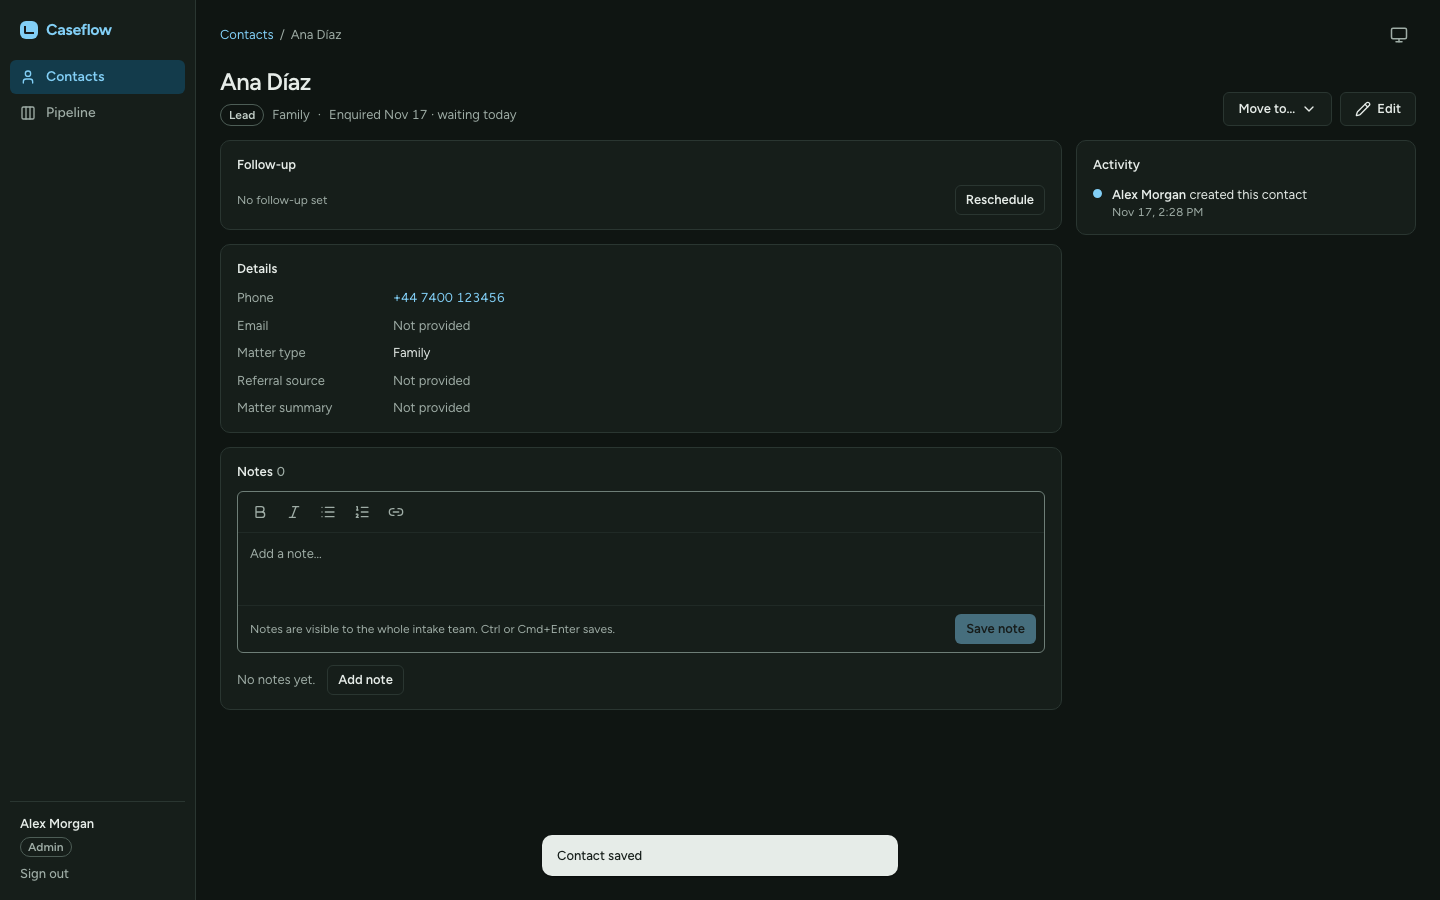 Caseflow
Contacts
Pipeline
Alex Morgan
Admin
Sign out
Contacts / Ana Díaz
Ana Díaz
Lead Family · Enquired Nov 17 · waiting today
Move to... Edit
Follow-up
No follow-up set Reschedule
Details
Phone +44 7400 123456
Email Not provided
Matter type Family
Referral source Not provided
Matter summary Not provided
Notes 0
Add a note...
Notes are visible to the whole intake team. Ctrl or Cmd+Enter saves. Save note
No notes yet. Add note
Activity
Alex Morgan created this contact
Nov 17, 2:28 PM
Contact saved